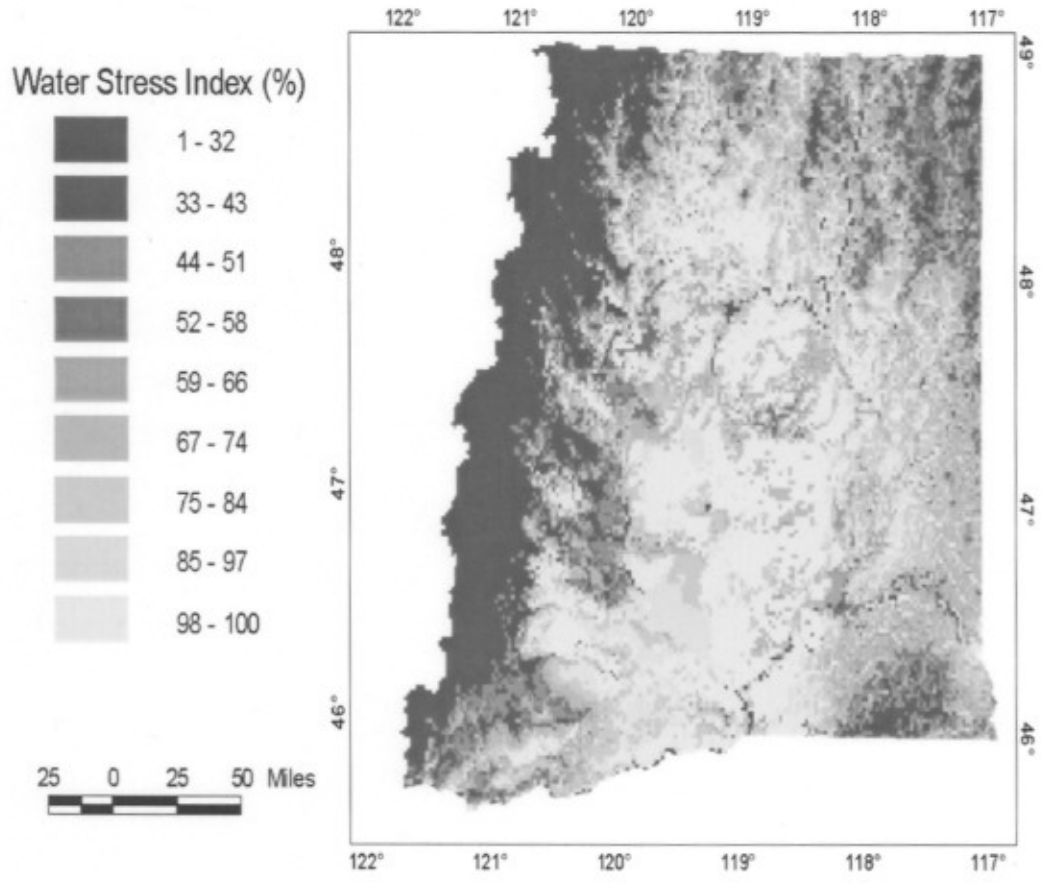 122° 121° 120° 119° 118° 117°
Water Stress Index (%)
1 - 32
33 - 43
44 - 51
52 - 58
59 - 66
67 - 74
75 - 84
85 - 97
98 - 100
48°
47°
46°
49°
48°
47°
46°
25 0 25 50 Miles
122° 121° 120° 119° 118° 117°